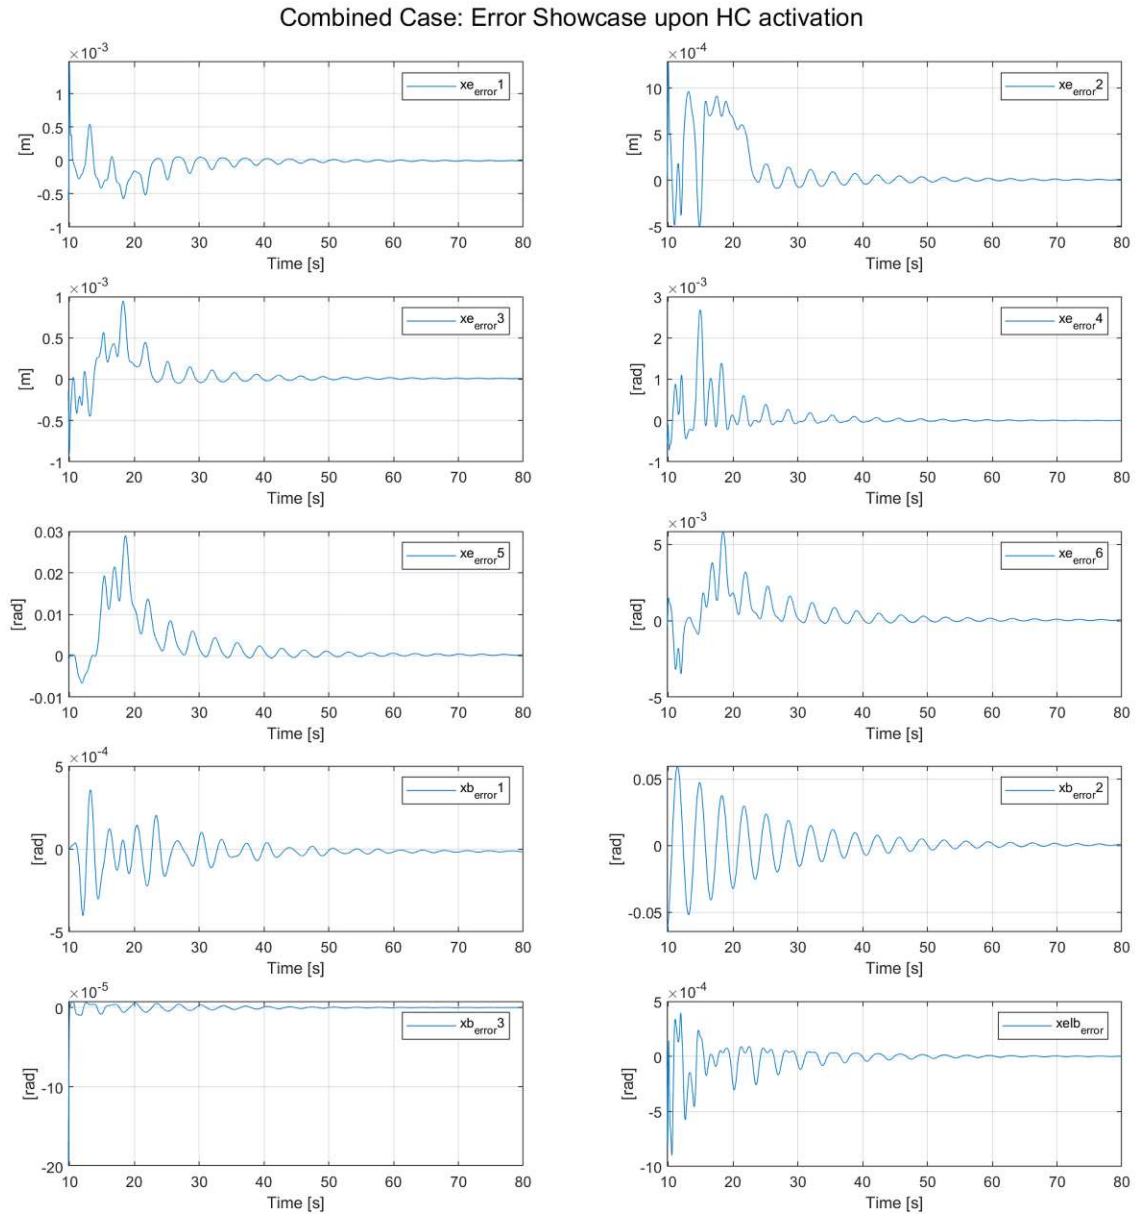 Combined Case: Error Showcase upon HC activation
×10-3
1
0.5
0
-0.5
-1
[m]
10 20 30 40 50 60 70 80
Time [s]
xe_error1
×10-4
10
5
0
-5
[m]
10 20 30 40 50 60 70 80
Time [s]
xe_error2
×10-3
1
0.5
0
-0.5
-1
[m]
10 20 30 40 50 60 70 80
Time [s]
xe_error3
×10-3
3
2
1
0
-1
[rad]
10 20 30 40 50 60 70 80
Time [s]
xe_error4
0.03
0.02
0.01
0
-0.01
[rad]
10 20 30 40 50 60 70 80
Time [s]
xe_error5
×10-3
5
0
-5
[rad]
10 20 30 40 50 60 70 80
Time [s]
xe_error6
×10-4
5
0
-5
[rad]
10 20 30 40 50 60 70 80
Time [s]
xb_error1
0.05
0
-0.05
[rad]
10 20 30 40 50 60 70 80
Time [s]
xb_error2
×10-5
0
-10
-20
[rad]
10 20 30 40 50 60 70 80
Time [s]
xb_error3
×10-4
5
0
-5
-10
[rad]
10 20 30 40 50 60 70 80
Time [s]
xelb_error